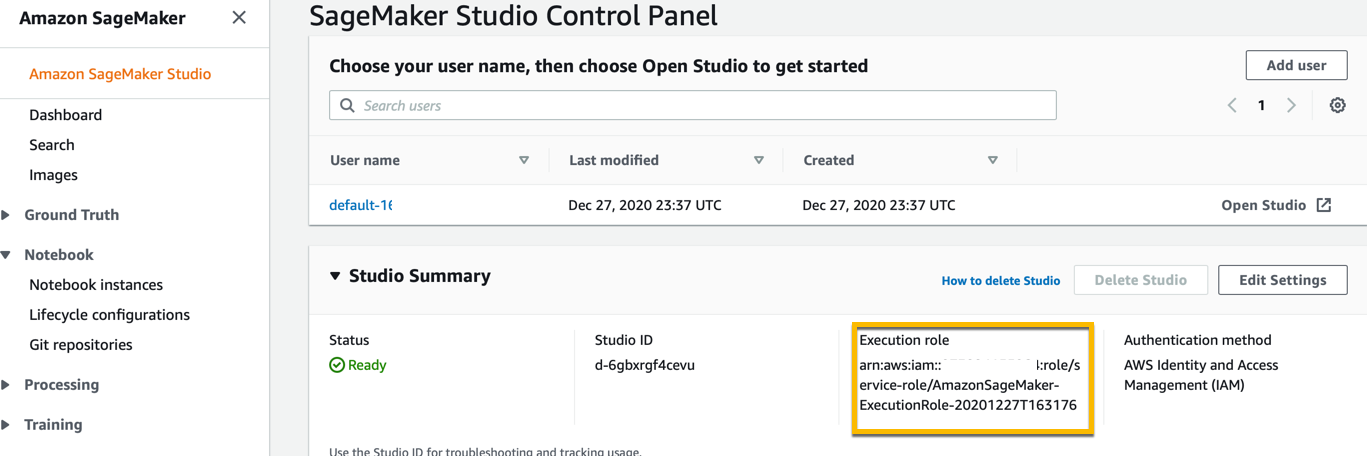 Amazon SageMaker
SageMaker Studio Control Panel
Amazon SageMaker Studio
Dashboard
Search
Images
Ground Truth
Notebook
Notebook instances
Lifecycle configurations
Git repositories
Processing
Training
Choose your user name, then choose Open Studio to get started
Add user
Search users
1
User name Last modified Created
default-16 Dec 27, 2020 23:37 UTC Dec 27, 2020 23:37 UTC Open Studio
Studio Summary
How to delete Studio Delete Studio Edit Settings
Status
Ready
Studio ID
d-6gbxrgf4cevu
Execution role
arn:aws:iam:: :role/s
ervice-role/AmazonSageMaker-
ExecutionRole-20201227T163176
Authentication method
AWS Identity and Access
Management (IAM)
Use the Studio ID for troubleshooting and tracking usage.